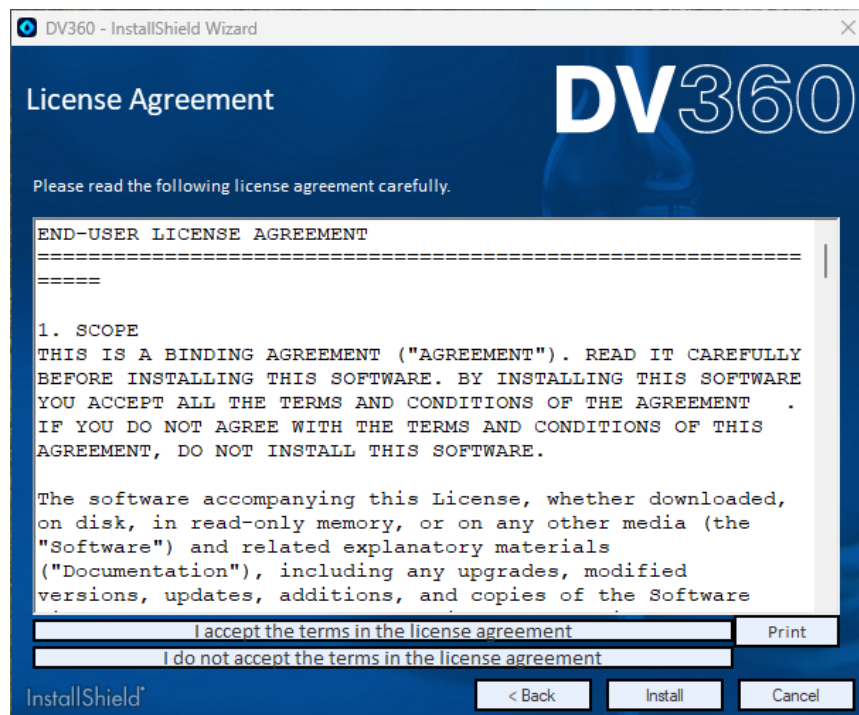 DV360 - InstallShield Wizard
License Agreement
DV360
Please read the following license agreement carefully.
END-USER LICENSE AGREEMENT
============================================================
=====
1. SCOPE
THIS IS A BINDING AGREEMENT ("AGREEMENT"). READ IT CAREFULLY
BEFORE INSTALLING THIS SOFTWARE. BY INSTALLING THIS SOFTWARE
YOU ACCEPT ALL THE TERMS AND CONDITIONS OF THE AGREEMENT  .
IF YOU DO NOT AGREE WITH THE TERMS AND CONDITIONS OF THIS
AGREEMENT, DO NOT INSTALL THIS SOFTWARE.
The software accompanying this License, whether downloaded,
on disk, in read-only memory, or on any other media (the
"Software") and related explanatory materials
("Documentation"), including any upgrades, modified
versions, updates, additions, and copies of the Software
I accept the terms in the license agreement
Print
I do not accept the terms in the license agreement
InstallShield
< Back
Install
Cancel